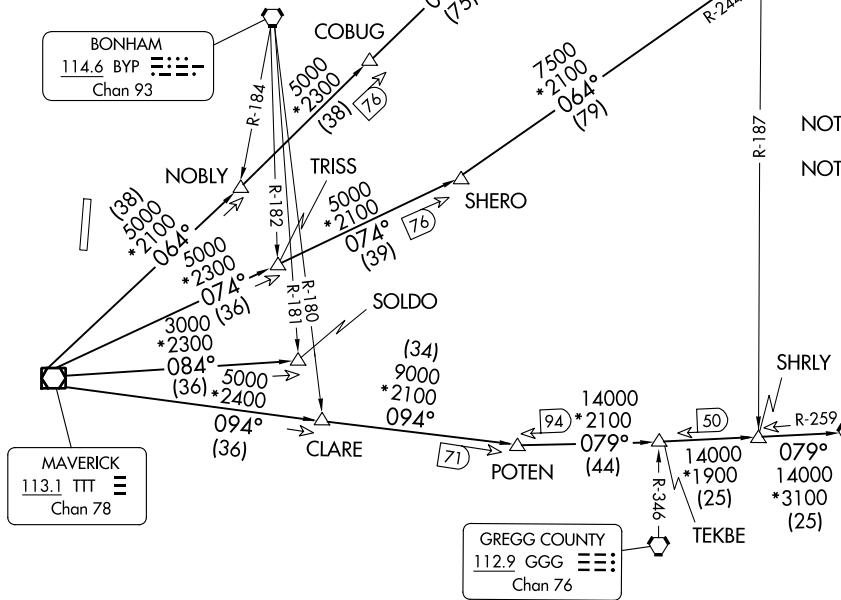 (75)
R-244
BONHAM
114.6 BYP
Chan 93
COBUG
5000
*2300
(38)
76
7500
*2100
064°
(79)
R-184
R-187
NOT
NOT
NOBLY
TRISS
R-182
5000
*2100
074°
(39)
76
SHERO
(38)
5000
*2100
064°
5000
*2300
074°
(36)
R-181
R-180
SOLDO
3000
*2300
084°
(36)
5000
*2400
094°
(36)
CLARE
(34)
9000
*2100
094°
71
POTEN
94
14000
*2100
079°
(44)
50
SHRLY
R-259
14000
*1900
(25)
079°
14000
*3100
(25)
R-346
TEKBE
MAVERICK
113.1 TTT
Chan 78
GREGG COUNTY
112.9 GGG
Chan 76